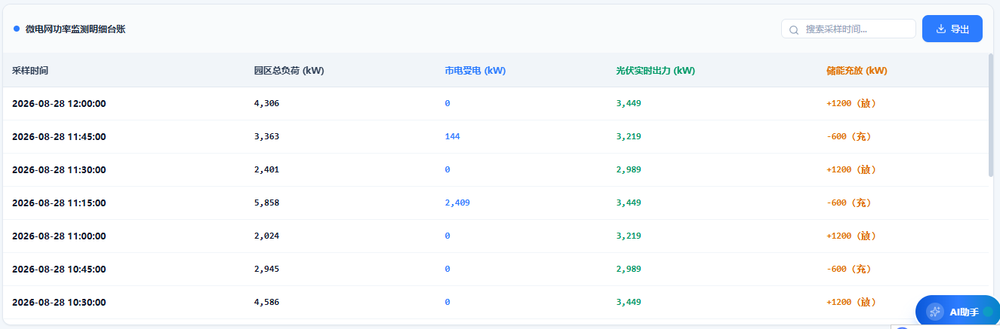 微电网功率监测明细台账
搜索采样时间...
导出
采样时间 园区总负荷 (kW) 市电受电 (kW) 光伏实时出力 (kW) 储能充放 (kW)
2026-08-28 12:00:00 4,306 0 3,449 +1200（放）
2026-08-28 11:45:00 3,363 144 3,219 -600（充）
2026-08-28 11:30:00 2,401 0 2,989 +1200（放）
2026-08-28 11:15:00 5,858 2,409 3,449 -600（充）
2026-08-28 11:00:00 2,024 0 3,219 +1200（放）
2026-08-28 10:45:00 2,945 0 2,989 -600（充）
2026-08-28 10:30:00 4,586 0 3,449 +1200（放）
AI助手